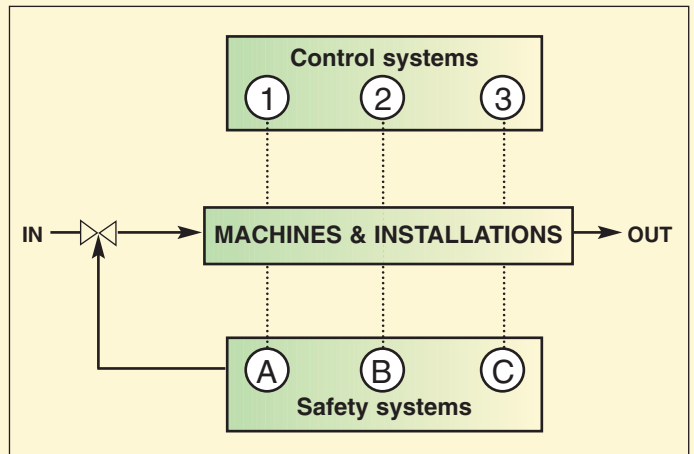 Control systems
1 2 3
IN MACHINES & INSTALLATIONS OUT
A B C
Safety systems